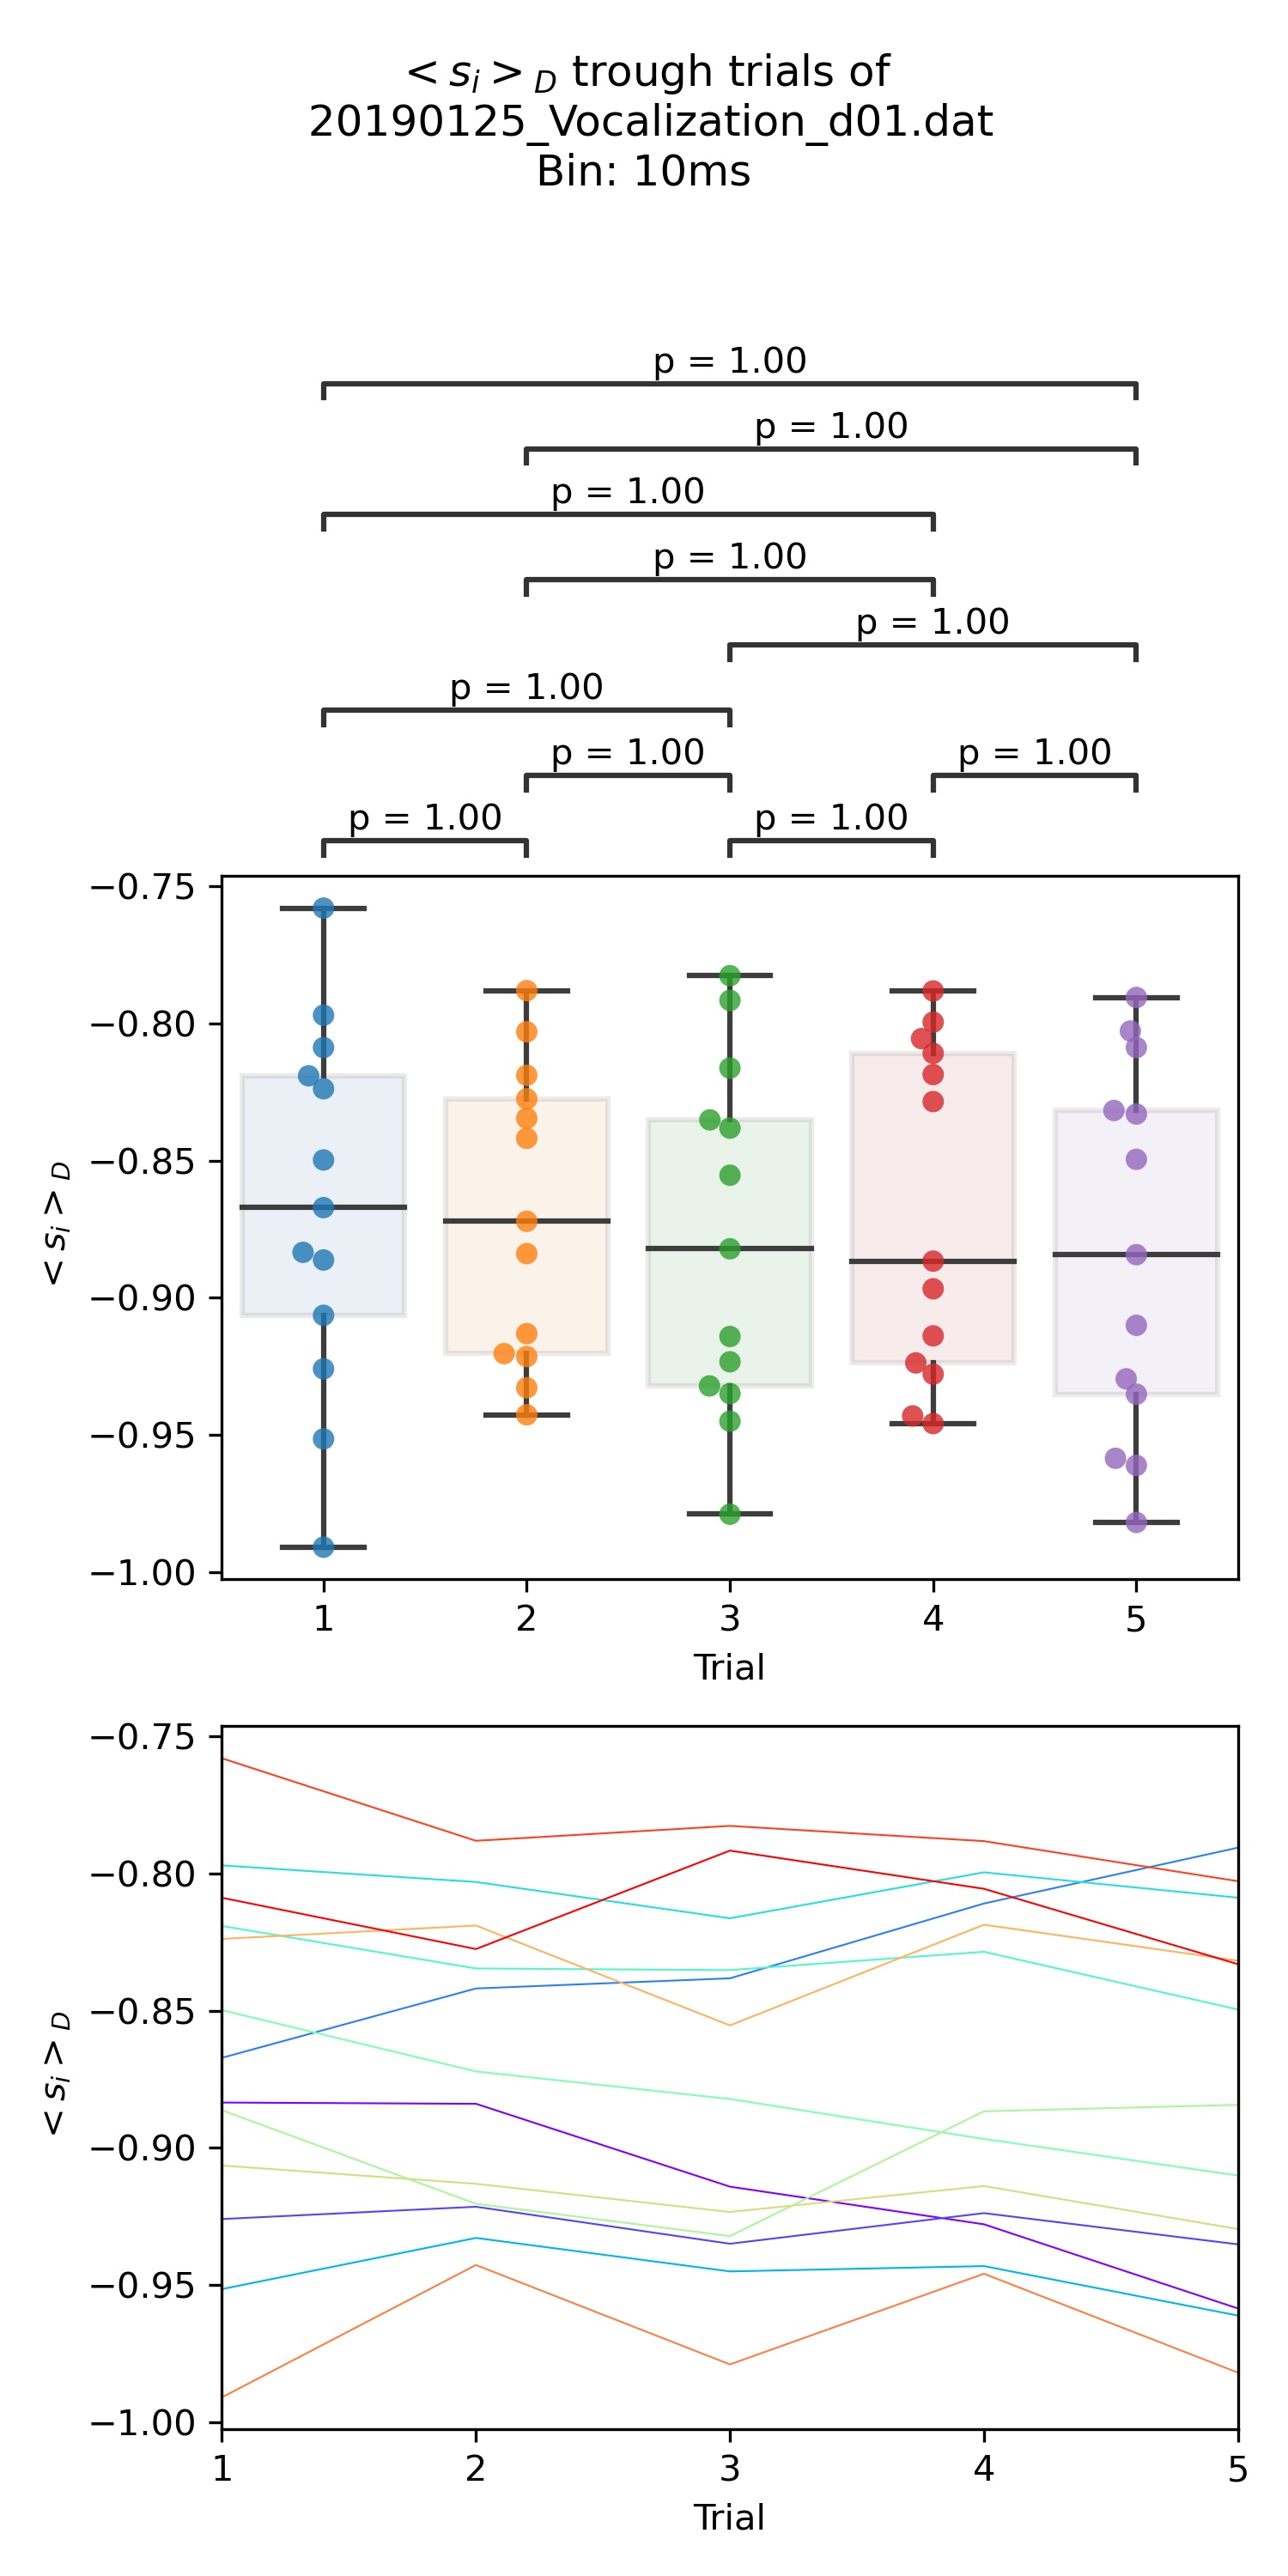 < s_i >_D trough trials of
20190125_Vocalization_d01.dat
Bin: 10ms
p = 1.00
p = 1.00
p = 1.00
p = 1.00
p = 1.00
p = 1.00
p = 1.00 p = 1.00
p = 1.00 p = 1.00
−0.75
−0.80
−0.85
−0.90
−0.95
−1.00
< s_i >_D
1 2 3 4 5
Trial
−0.75
−0.80
−0.85
−0.90
−0.95
−1.00
< s_i >_D
1 2 3 4 5
Trial